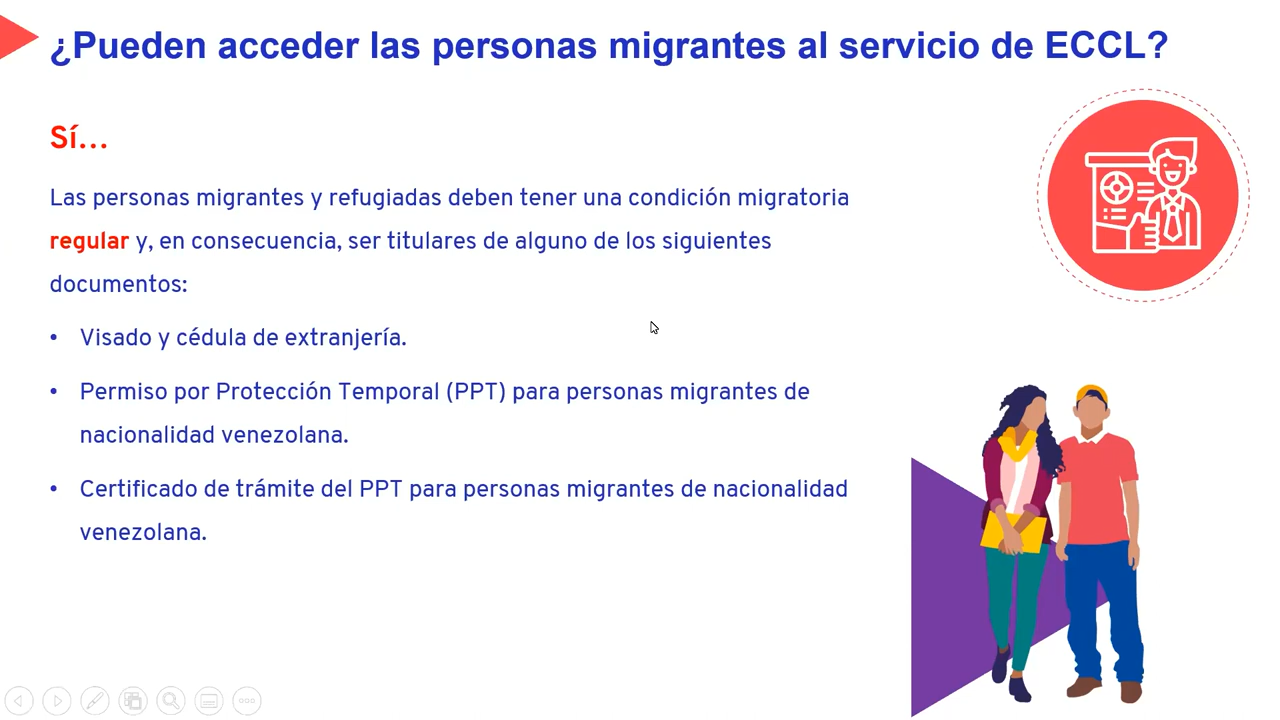 ¿Pueden acceder las personas migrantes al servicio de ECCL?
Sí...
Las personas migrantes y refugiadas deben tener una condición migratoria
regular y, en consecuencia, ser titulares de alguno de los siguientes
documentos:
• Visado y cédula de extranjería.
• Permiso por Protección Temporal (PPT) para personas migrantes de
nacionalidad venezolana.
• Certificado de trámite del PPT para personas migrantes de nacionalidad
venezolana.